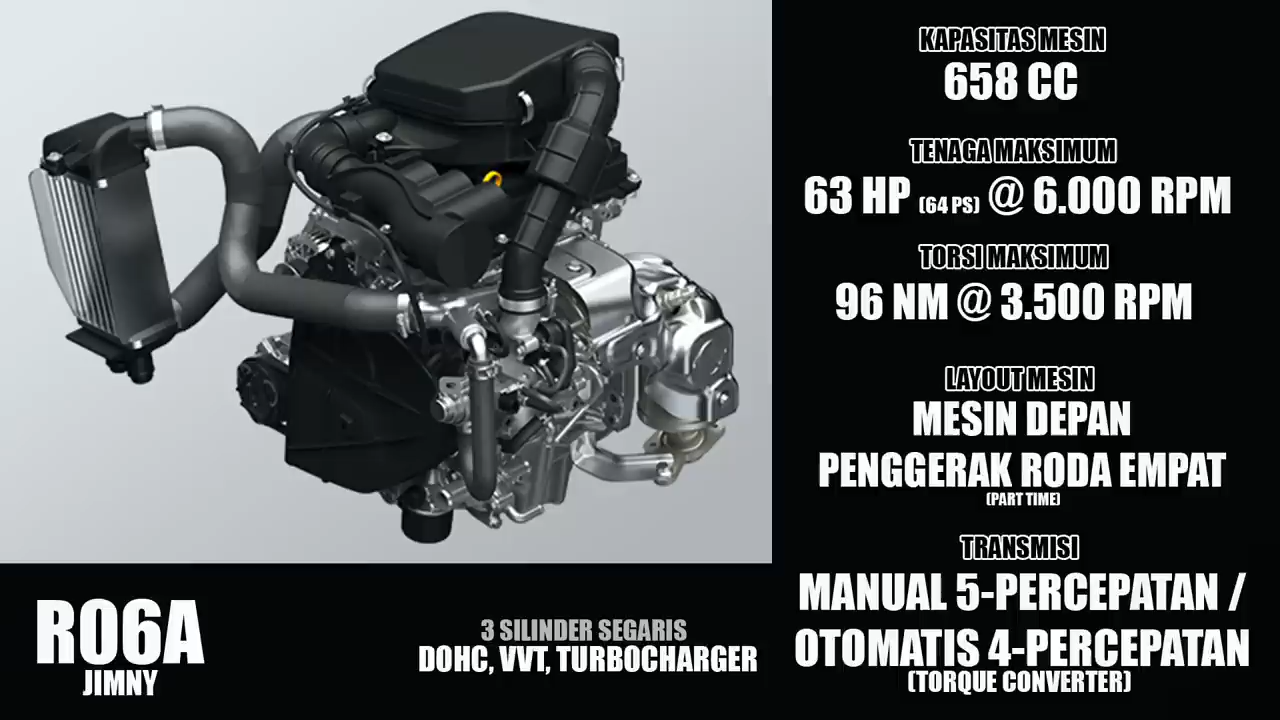 KAPASITAS MESIN
658 CC
TENAGA MAKSIMUM
63 HP (64 PS) @ 6.000 RPM
TORSI MAKSIMUM
96 NM @ 3.500 RPM
LAYOUT MESIN
MESIN DEPAN
PENGGERAK RODA EMPAT
(PART TIME)
TRANSMISI
MANUAL 5-PERCEPATAN /
OTOMATIS 4-PERCEPATAN
(TORQUE CONVERTER)
R06A
JIMNY
3 SILINDER SEGARIS
DOHC, VVT, TURBOCHARGER